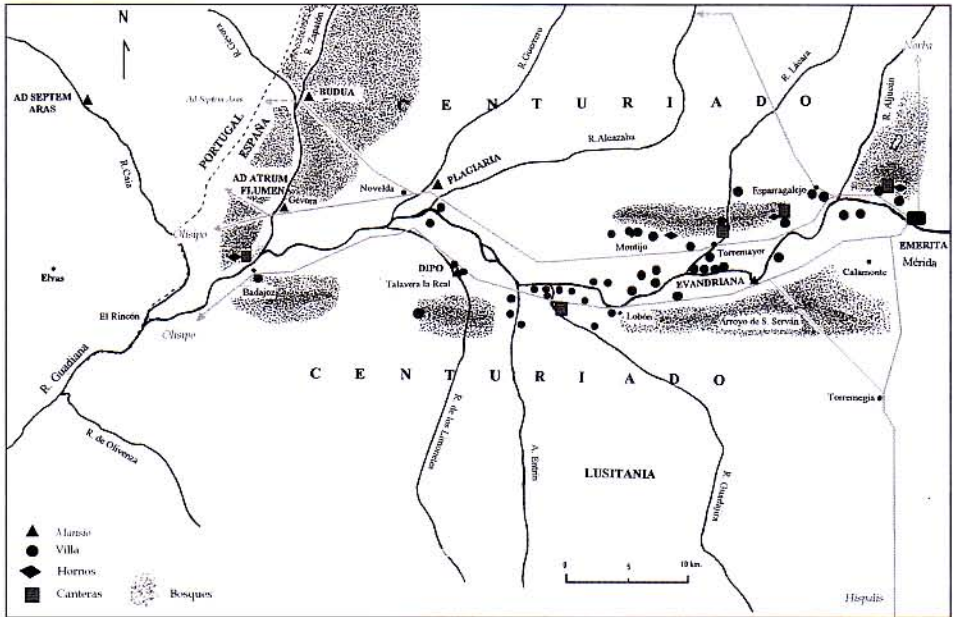 N
R. Gévora
R. Zapatón
R. Guerrero
R. Lácara
R. Aljucén
Norba
AD SEPTEM
ARAS
Ad Septem Aras
BUDUA
CENTURIADO
PORTUGAL
ESPAÑA
R. Caia
R. Alcazaba
AD ATRUM
FLUMEN
Gévora
Novelda
PLAGIARIA
Esparragalejo
Olisipo
Montijo
Torremayor
EMERITA
Mérida
Elvas
Badajoz
DIPO
Talavera la Real
EVANDRIANA
Calamonte
El Rincón
Olisipo
Lobón
Arroyo de S. Serván
R. Guadiana
CENTURIADO
Torremegia
R. de Olivenza
R. de los Limonetes
A. Entrín
LUSITANIA
R. Guadajira
Mansio
Villa
Hornos
Canteras
Bosques
0 5 10 km.
Hispalis